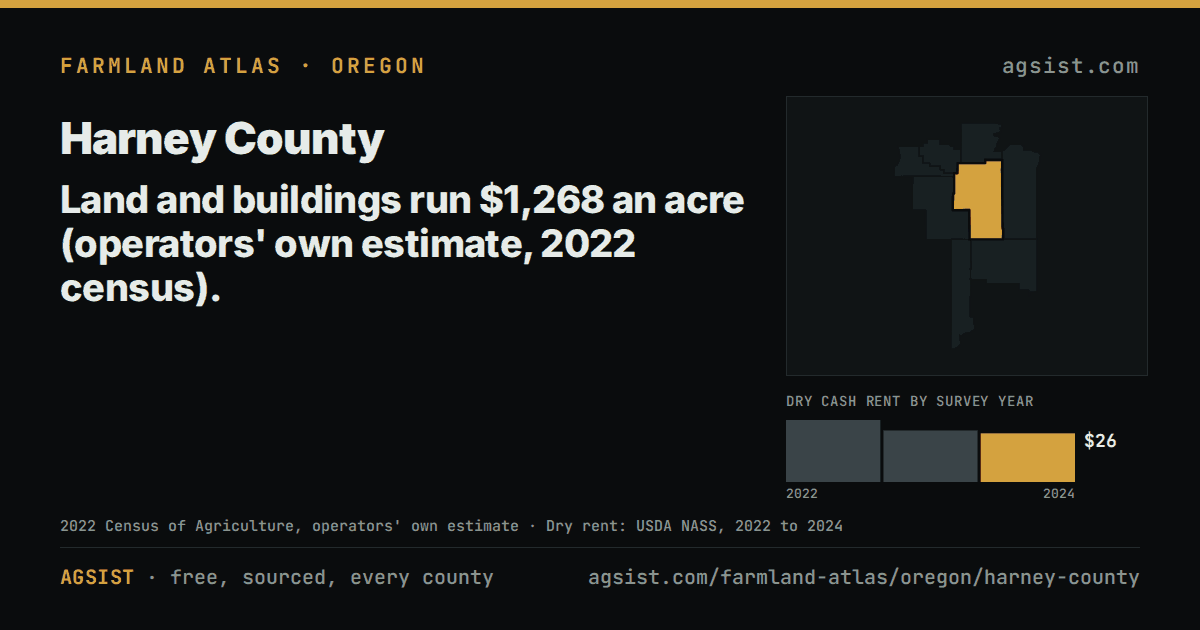 FARMLAND ATLAS · OREGON
agsist.com
Harney County
Land and buildings run $1,268 an acre
(operators' own estimate, 2022
census).
DRY CASH RENT BY SURVEY YEAR
$26
2022
2024
2022 Census of Agriculture, operators' own estimate · Dry rent: USDA NASS, 2022 to 2024
AGSIST · free, sourced, every county
agsist.com/farmland-atlas/oregon/harney-county